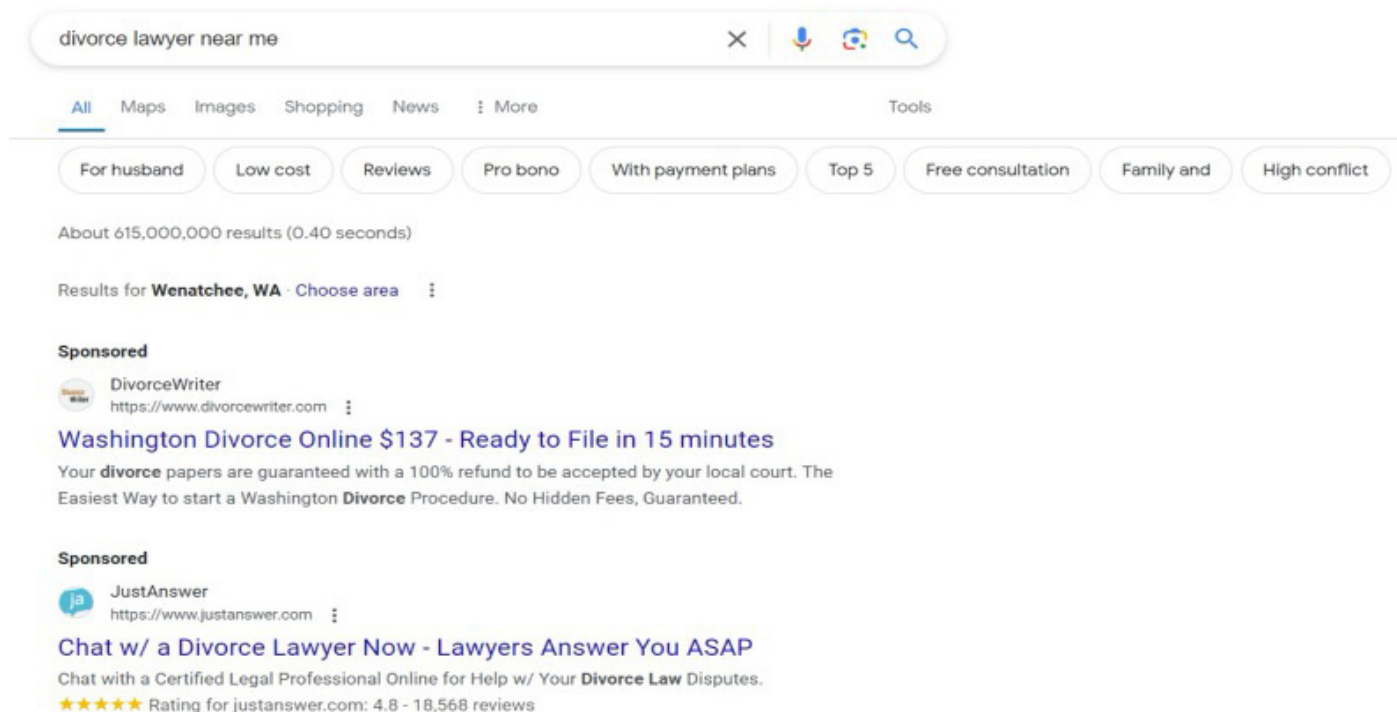 divorce lawyer near me
All Maps Images Shopping News More Tools
For husband Low cost Reviews Pro bono With payment plans Top 5 Free consultation Family and High conflict
About 615,000,000 results (0.40 seconds)
Results for Wenatchee, WA · Choose area
Sponsored
DivorceWriter
https://www.divorcewriter.com
Washington Divorce Online $137 - Ready to File in 15 minutes
Your divorce papers are guaranteed with a 100% refund to be accepted by your local court. The
Easiest Way to start a Washington Divorce Procedure. No Hidden Fees, Guaranteed.
Sponsored
ja
JustAnswer
https://www.justanswer.com
Chat w/ a Divorce Lawyer Now - Lawyers Answer You ASAP
Chat with a Certified Legal Professional Online for Help w/ Your Divorce Law Disputes.
★★★★★ Rating for justanswer.com: 4.8 - 18,568 reviews